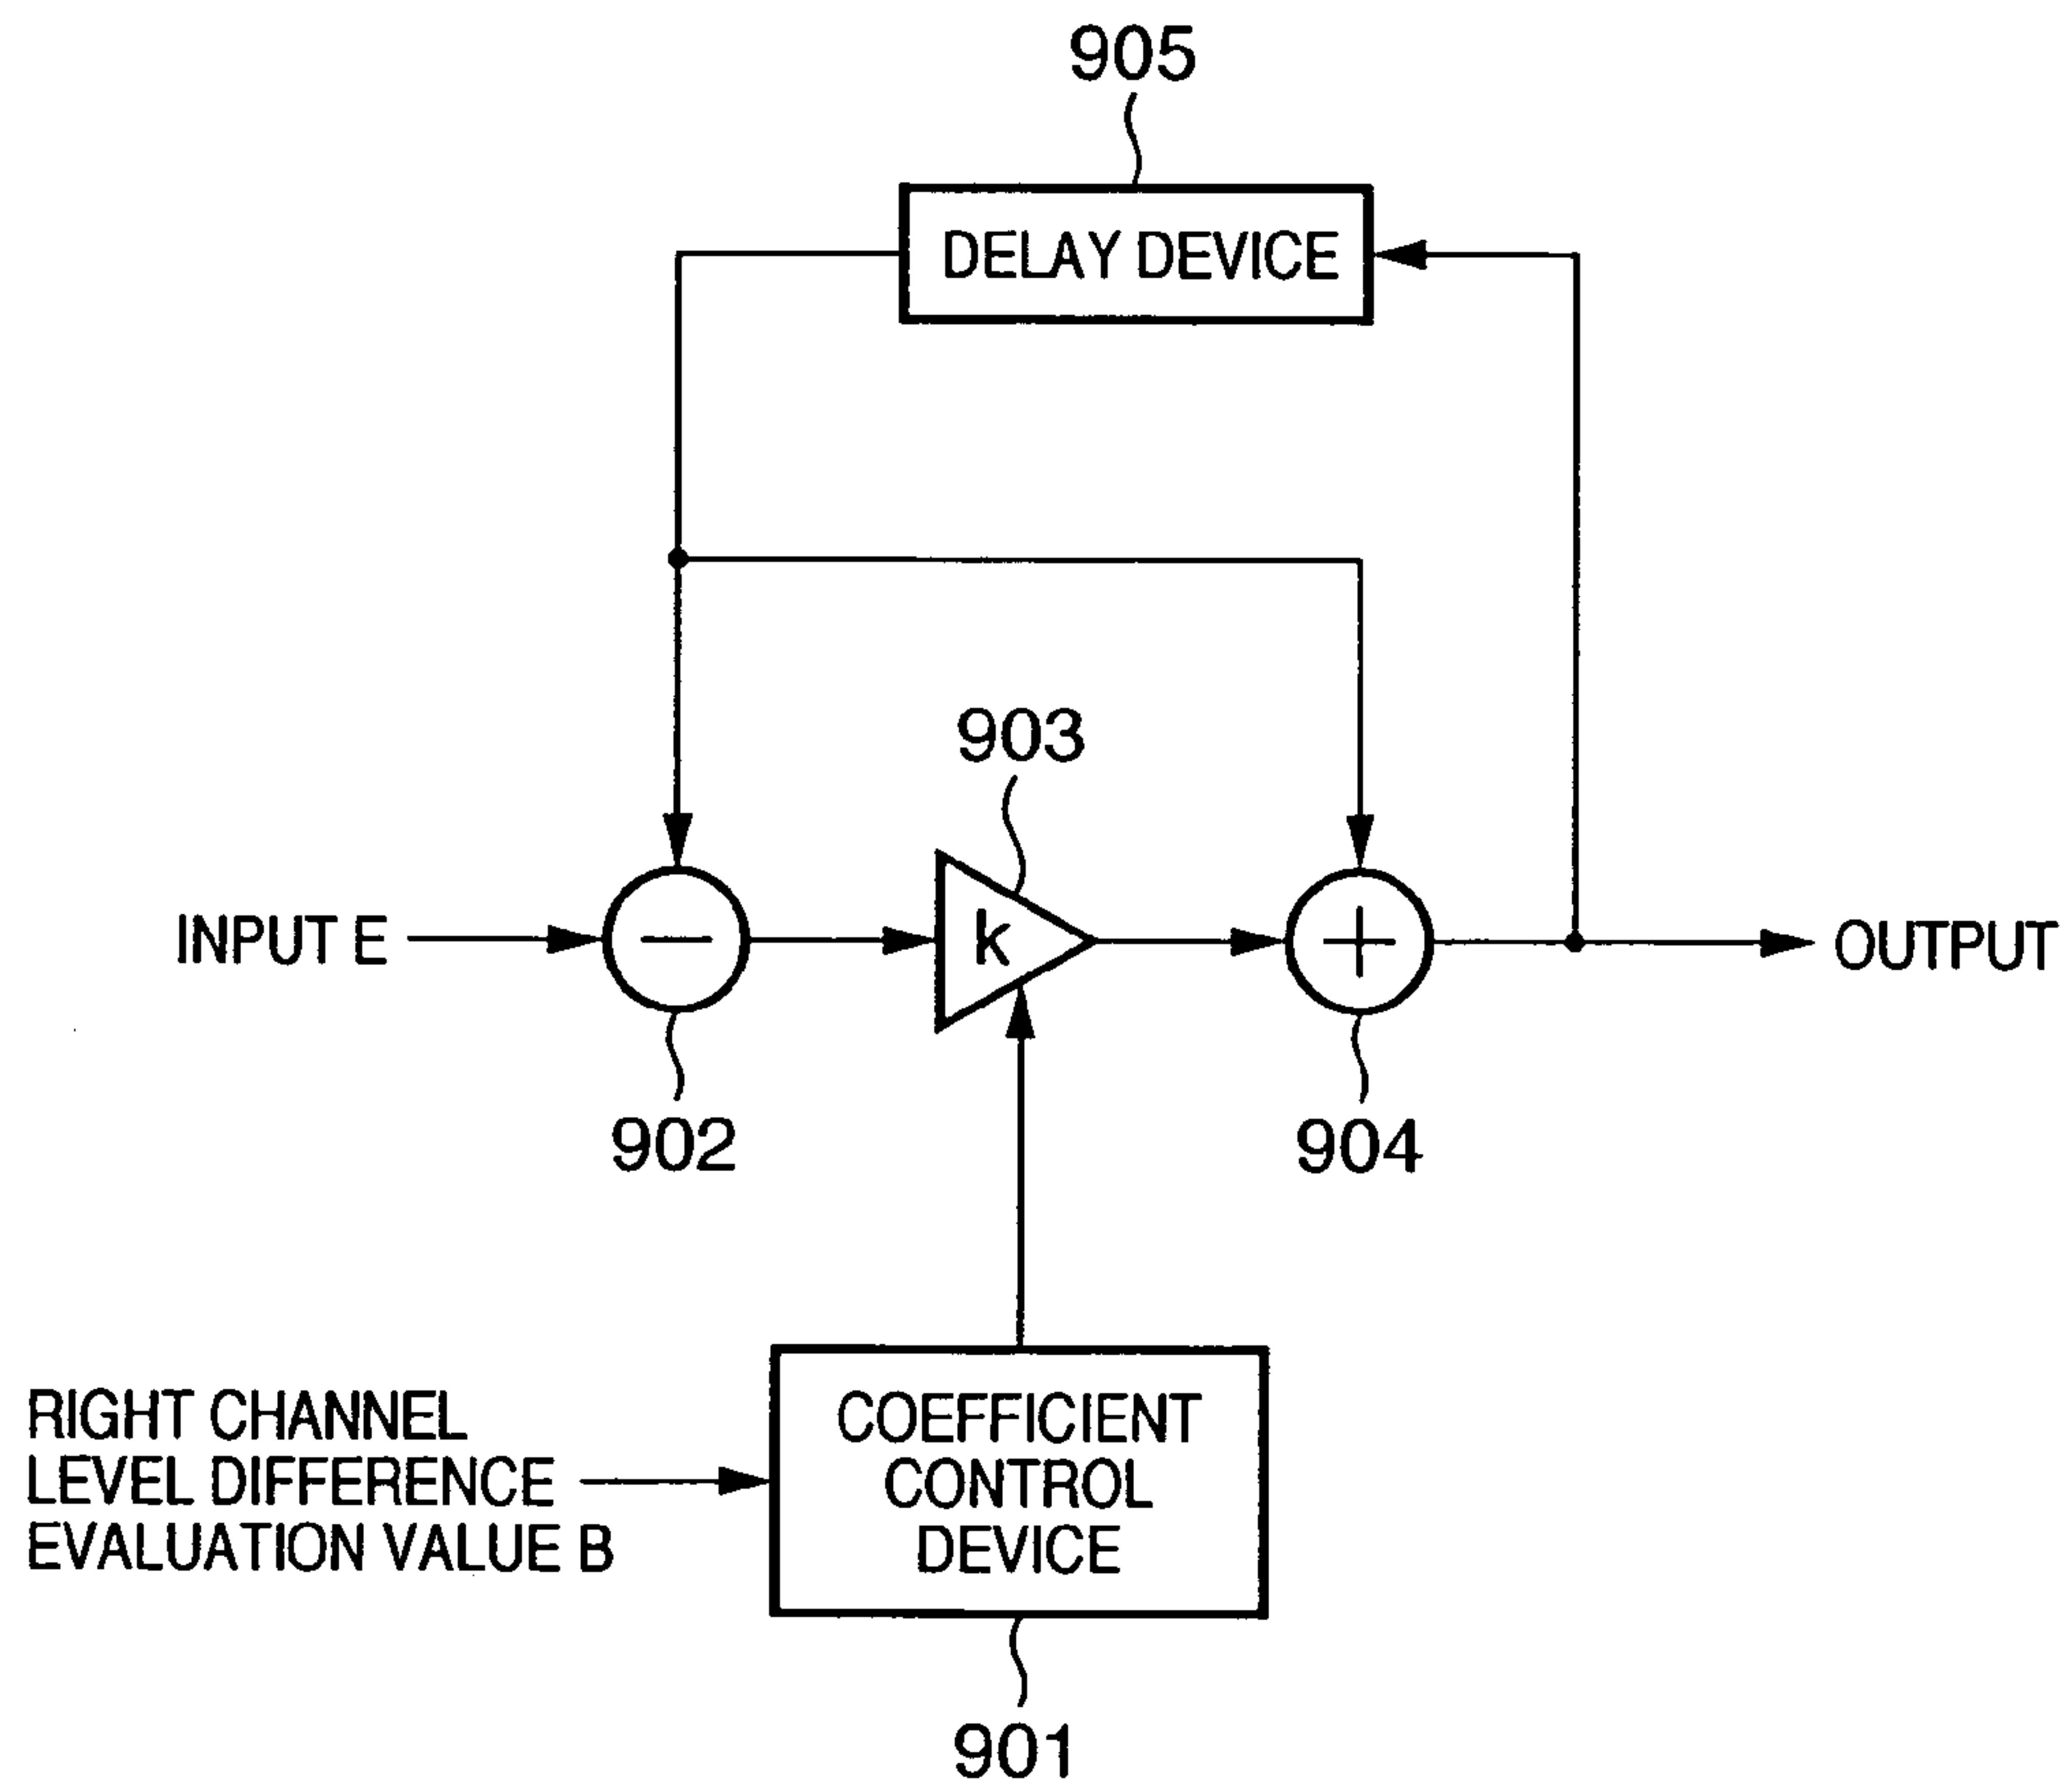 905
DELAY DEVICE
903
INPUT E
−
k
+
OUTPUT
902
904
RIGHT CHANNEL
LEVEL DIFFERENCE
EVALUATION VALUE B
COEFFICIENT
CONTROL
DEVICE
901